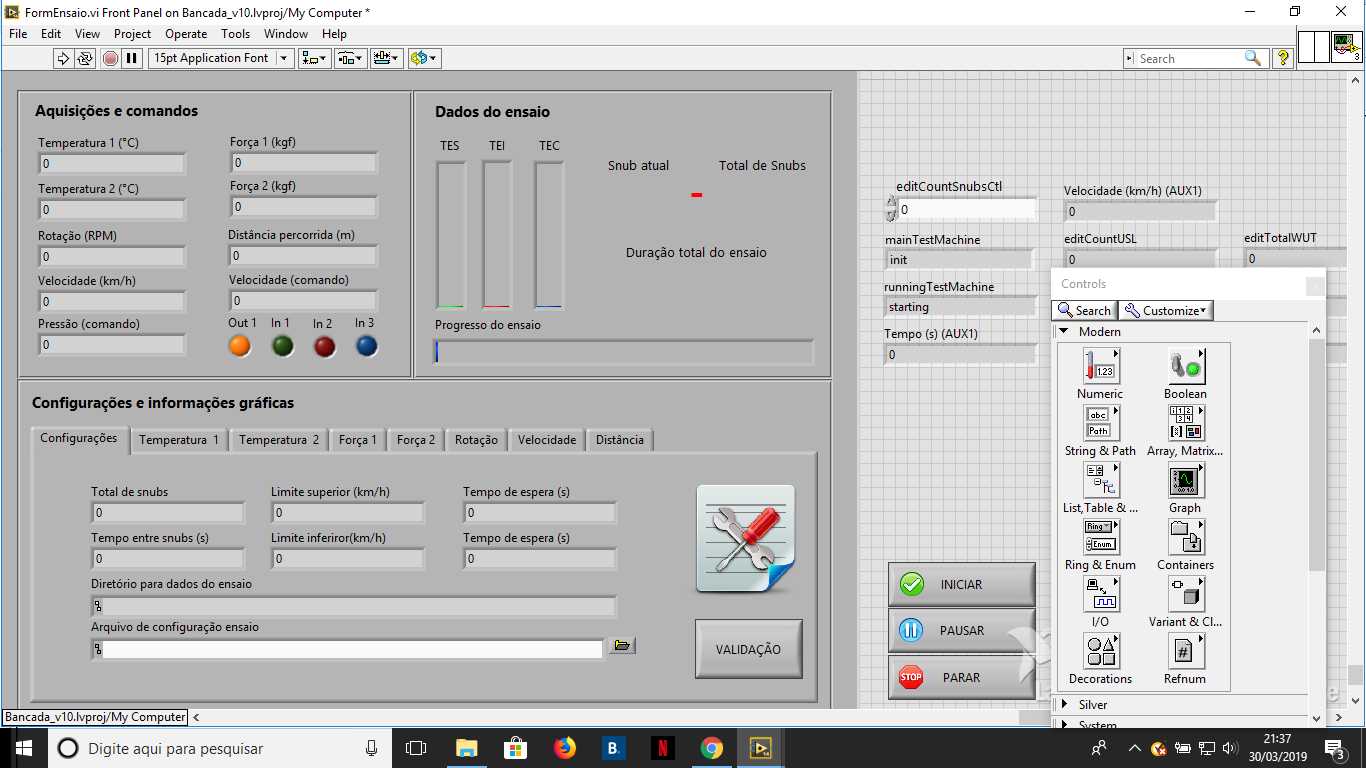 FormEnsaio.vi Front Panel on Bancada_v10.lvproj/My Computer *
File Edit View Project Operate Tools Window Help
15pt Application Font
Search
3
Aquisições e comandos
Temperatura 1 (°C)
0
Força 1 (kgf)
0
Temperatura 2 (°C)
0
Força 2 (kgf)
0
Rotação (RPM)
0
Distância percorrida (m)
0
Velocidade (km/h)
0
Velocidade (comando)
0
Pressão (comando)
0
Out 1 In 1 In 2 In 3
Dados do ensaio
TES TEI TEC
Snub atual Total de Snubs
Duração total do ensaio
Progresso do ensaio
editCountSnubsCtl
0
Velocidade (km/h) (AUX1)
0
mainTestMachine
init
editCountUSL
0
editTotalWUT
0
runningTestMachine
starting
Tempo (s) (AUX1)
0
Controls
Search Customize
Modern
Numeric Boolean
String & Path Array, Matrix...
List,Table & ... Graph
Ring & Enum Containers
I/O Variant & Cl...
Decorations Refnum
Silver
System
Configurações e informações gráficas
Configurações Temperatura 1 Temperatura 2 Força 1 Força 2 Rotação Velocidade Distância
Total de snubs
0
Limite superior (km/h)
0
Tempo de espera (s)
0
Tempo entre snubs (s)
0
Limite inferiror(km/h)
0
Tempo de espera (s)
0
Diretório para dados do ensaio
Arquivo de configuração ensaio
VALIDAÇÃO
INICIAR
PAUSAR
STOP PARAR
Bancada_v10.lvproj/My Computer
Digite aqui para pesquisar
B.
21:37
30/03/2019
3